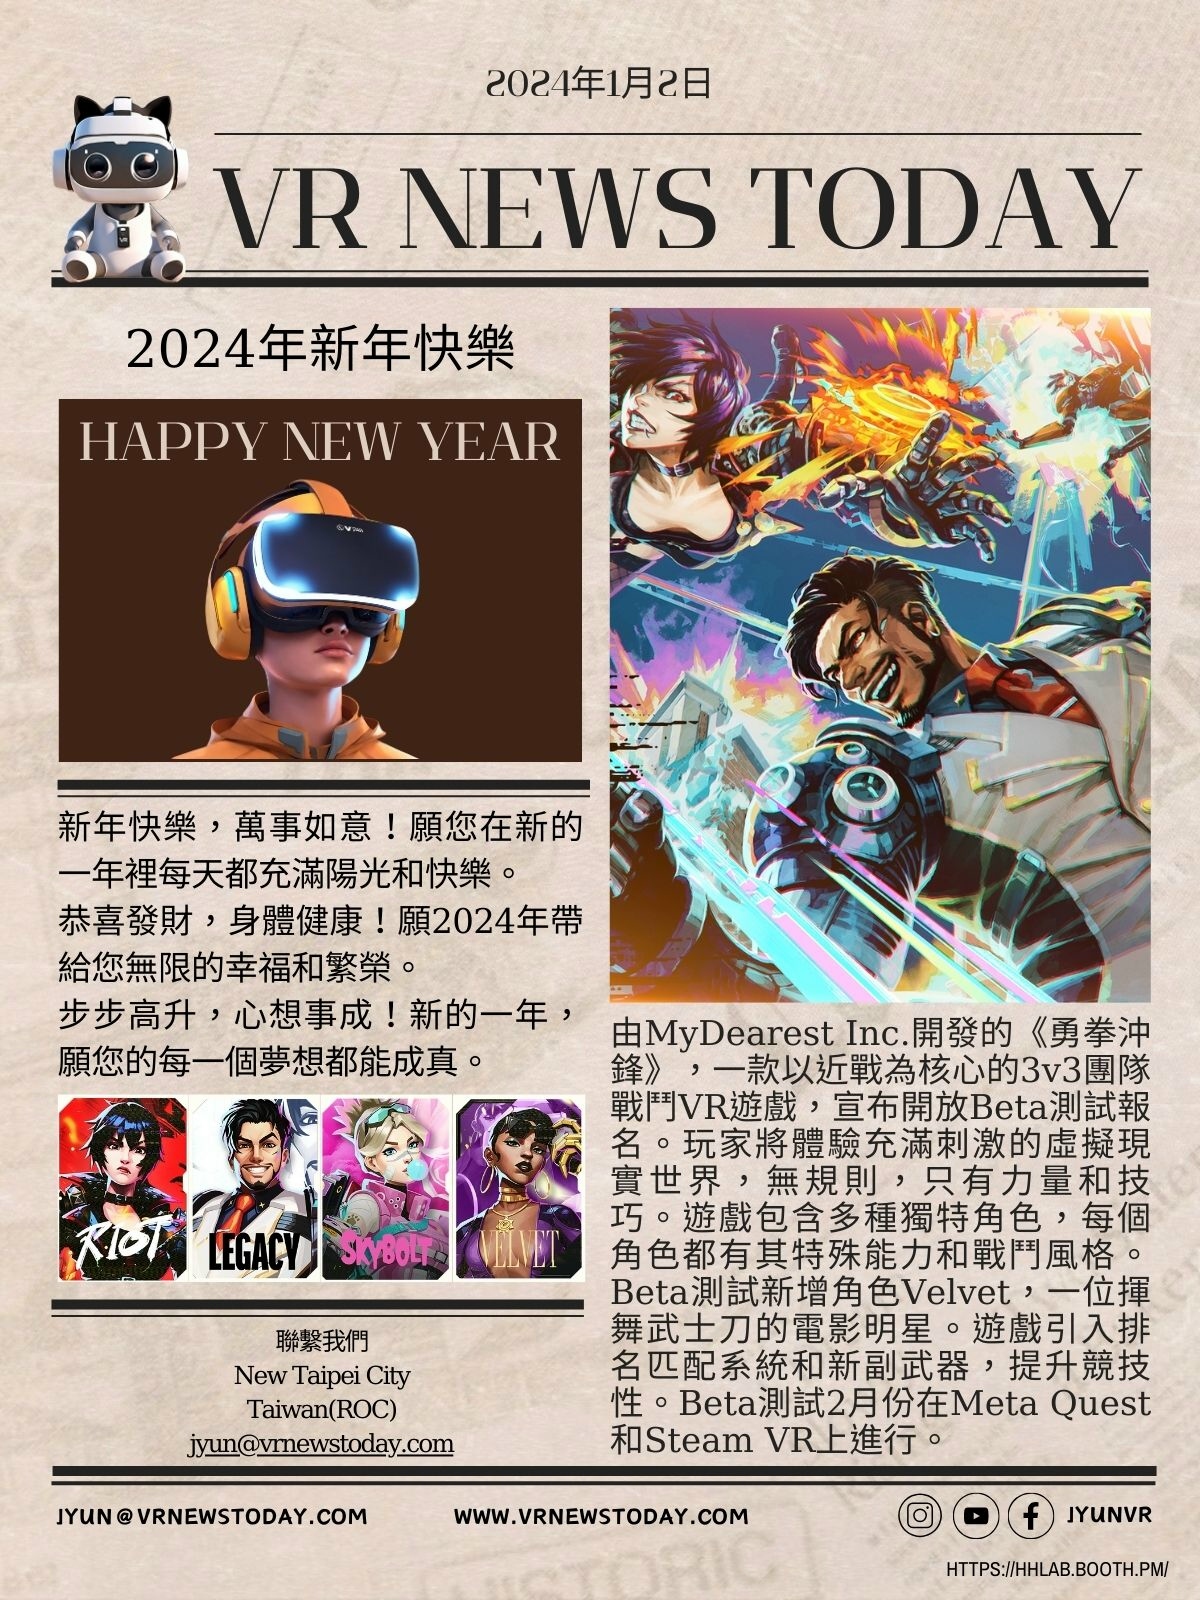 2024年1月2日
VR NEWS TODAY
2024年新年快樂
HAPPY NEW YEAR
新年快樂，萬事如意！願您在新的
一年裡每天都充滿陽光和快樂。
恭喜發財，身體健康！願2024年帶
給您無限的幸福和繁榮。
步步高升，心想事成！新的一年，
願您的每一個夢想都能成真。
RIOT
LEGACY
SKYBOLT
VELVET
聯繫我們
New Taipei City
Taiwan(ROC)
jyun@vrnewstoday.com
由MyDearest Inc.開發的《勇拳沖
鋒》，一款以近戰為核心的3v3團隊
戰鬥VR遊戲，宣布開放Beta測試報
名。玩家將體驗充滿刺激的虛擬現
實世界，無規則，只有力量和技
巧。遊戲包含多種獨特角色，每個
角色都有其特殊能力和戰鬥風格。
Beta測試新增角色Velvet，一位揮
舞武士刀的電影明星。遊戲引入排
名匹配系統和新副武器，提升競技
性。Beta測試2月份在Meta Quest
和Steam VR上進行。
JYUN@VRNEWSTODAY.COM
WWW.VRNEWSTODAY.COM
JYUNVR
HTTPS://HHLAB.BOOTH.PM/